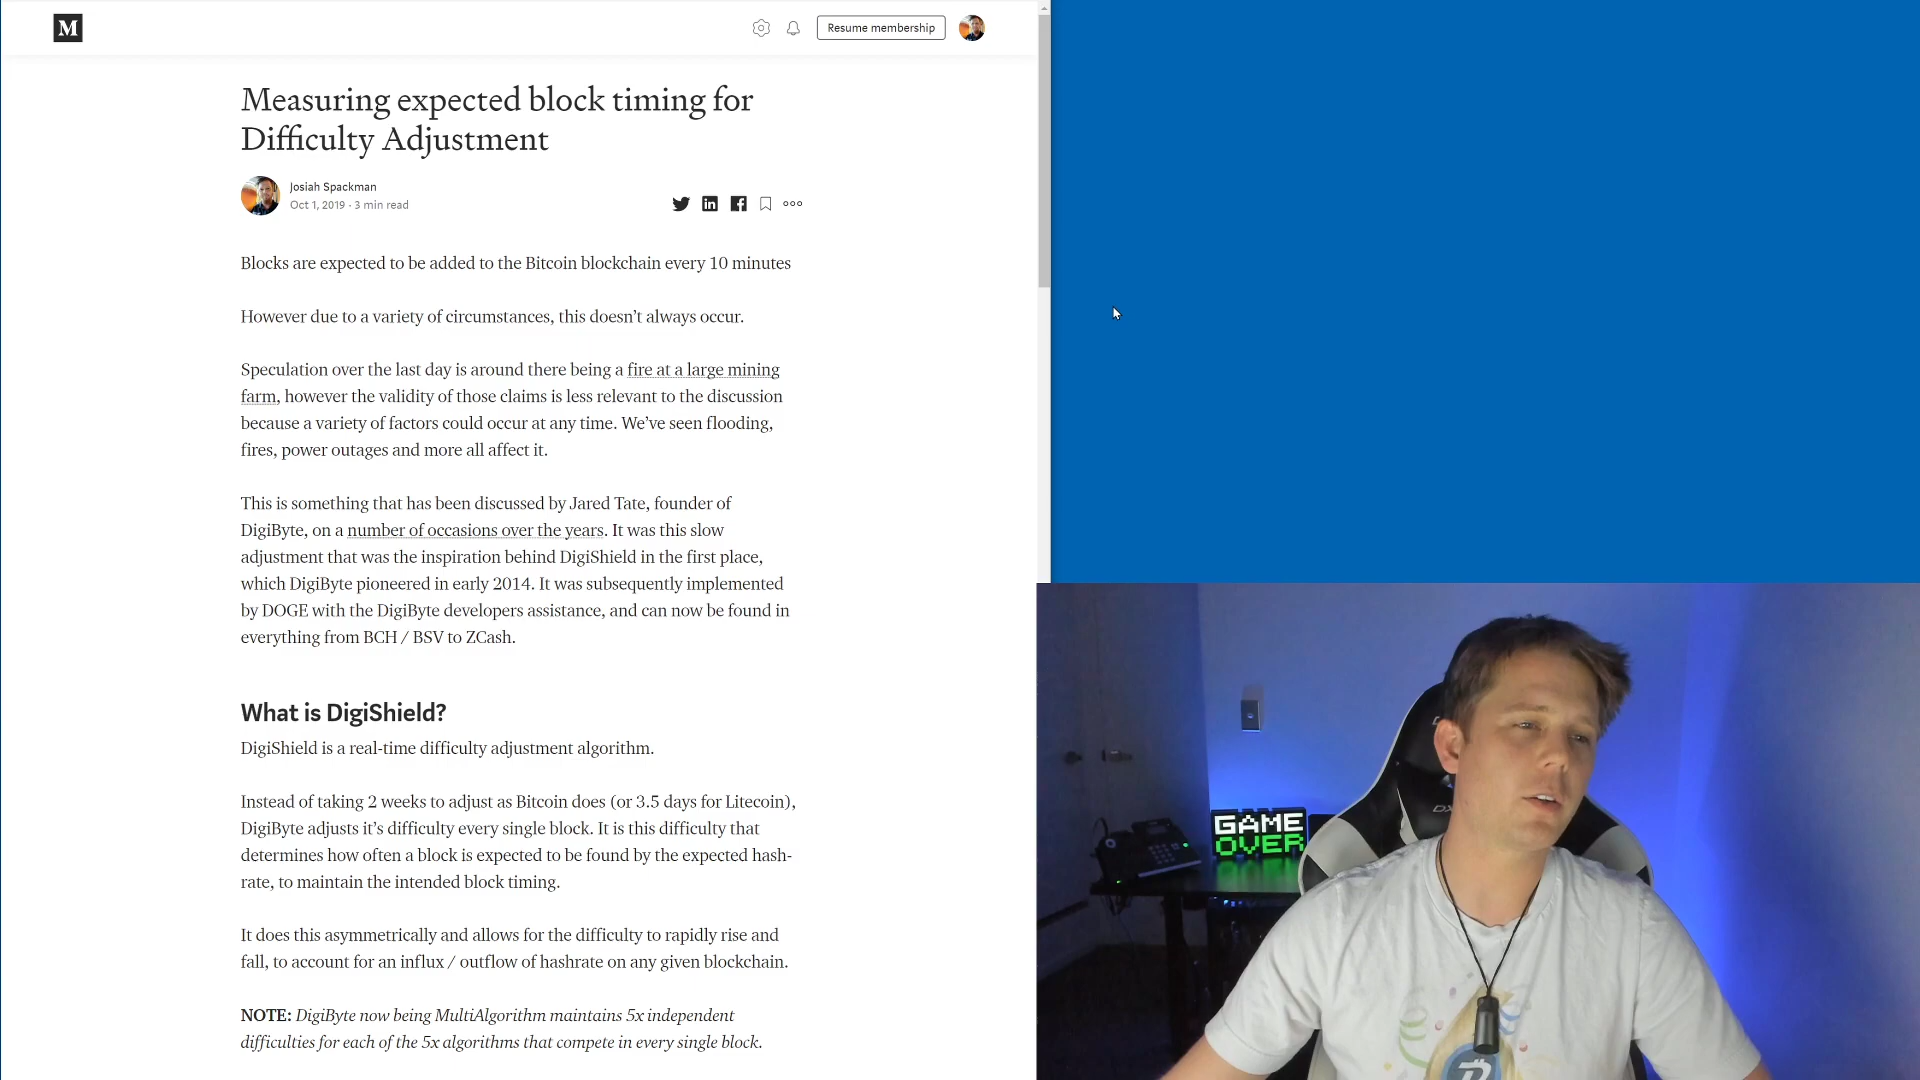 M
Resume membership
Measuring expected block timing for
Difficulty Adjustment
Josiah Spackman
Oct 1, 2019 · 3 min read
Blocks are expected to be added to the Bitcoin blockchain every 10 minutes
However due to a variety of circumstances, this doesn’t always occur.
Speculation over the last day is around there being a fire at a large mining
farm, however the validity of those claims is less relevant to the discussion
because a variety of factors could occur at any time. We’ve seen flooding,
fires, power outages and more all affect it.
This is something that has been discussed by Jared Tate, founder of
DigiByte, on a number of occasions over the years. It was this slow
adjustment that was the inspiration behind DigiShield in the first place,
which DigiByte pioneered in early 2014. It was subsequently implemented
by DOGE with the DigiByte developers assistance, and can now be found in
everything from BCH / BSV to ZCash.
What is DigiShield?
DigiShield is a real-time difficulty adjustment algorithm.
Instead of taking 2 weeks to adjust as Bitcoin does (or 3.5 days for Litecoin),
DigiByte adjusts it’s difficulty every single block. It is this difficulty that
determines how often a block is expected to be found by the expected hash-
rate, to maintain the intended block timing.
It does this asymmetrically and allows for the difficulty to rapidly rise and
fall, to account for an influx / outflow of hashrate on any given blockchain.
NOTE: DigiByte now being MultiAlgorithm maintains 5x independent
difficulties for each of the 5x algorithms that compete in every single block.
GAME
OVER